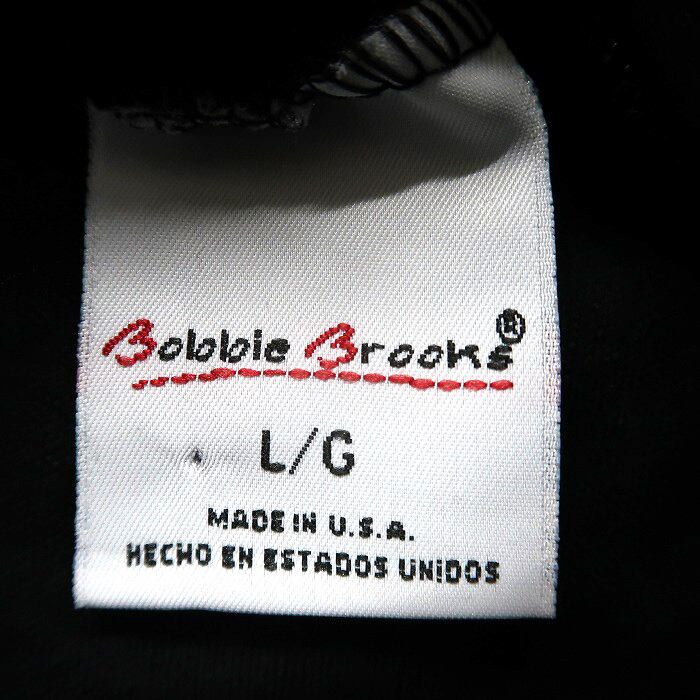 Bobbie Brooks®
L/G
MADE IN U.S.A.
HECHO EN ESTADOS UNIDOS